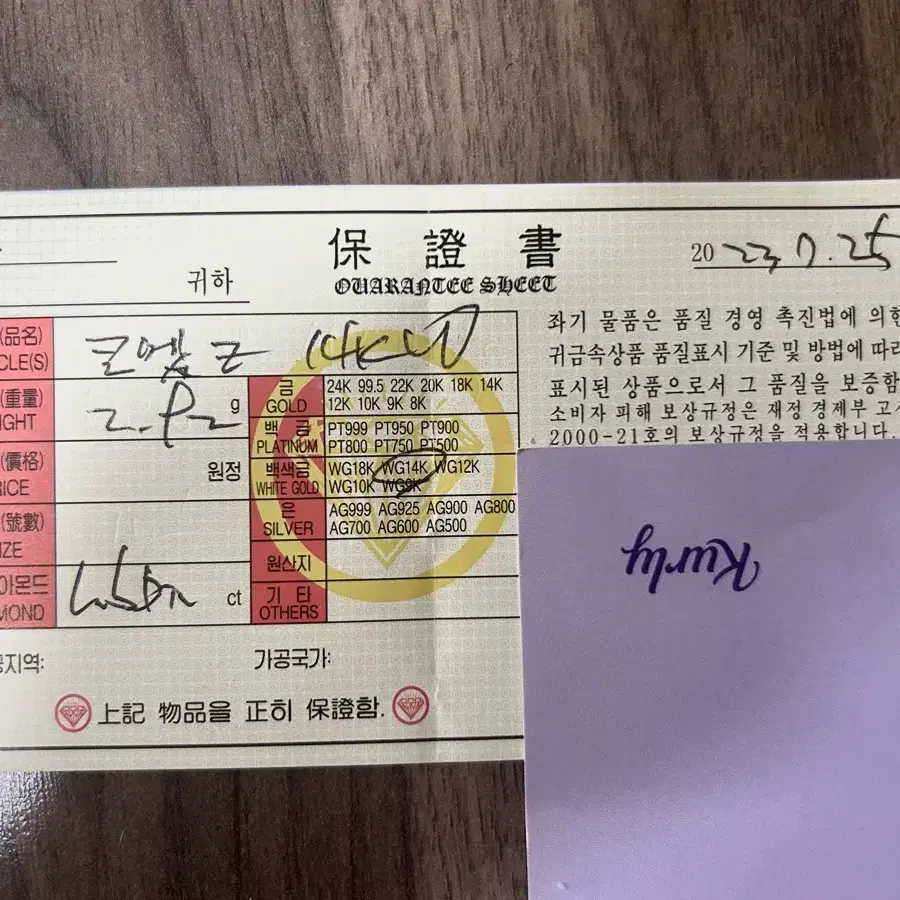 保 證 書
QUARANTEE SHEET
귀하
20 23. 7. 25
(品名)
CLE(S)
14K
좌기 물품은 품질 경영 촉진법에 의한
귀금속상품 품질표시 기준 및 방법에 따라
표시된 상품으로서 그 품질을 보증함
소비자 피해 보상규정은 재정 경제부 고시
2000-21호의 보상규정을 적용합니다.
(重量)
GHT
g
금
GOLD
24K 99.5 22K 20K 18K 14K
12K 10K 9K 8K
백 금
PLATINUM
PT999 PT950 PT900
PT800 PT750 PT500
(價格)
RICE
원정
백색금
WHITE GOLD
WG18K WG14K WG12K
WG10K WG9K
(號數)
ZE
은
SILVER
AG999 AG925 AG900 AG800
AG700 AG600 AG500
원산지
아몬드
MOND
ct
기 타
OTHERS
공지역:
가공국가:
上記 物品을 正히 保證함.
Kurly